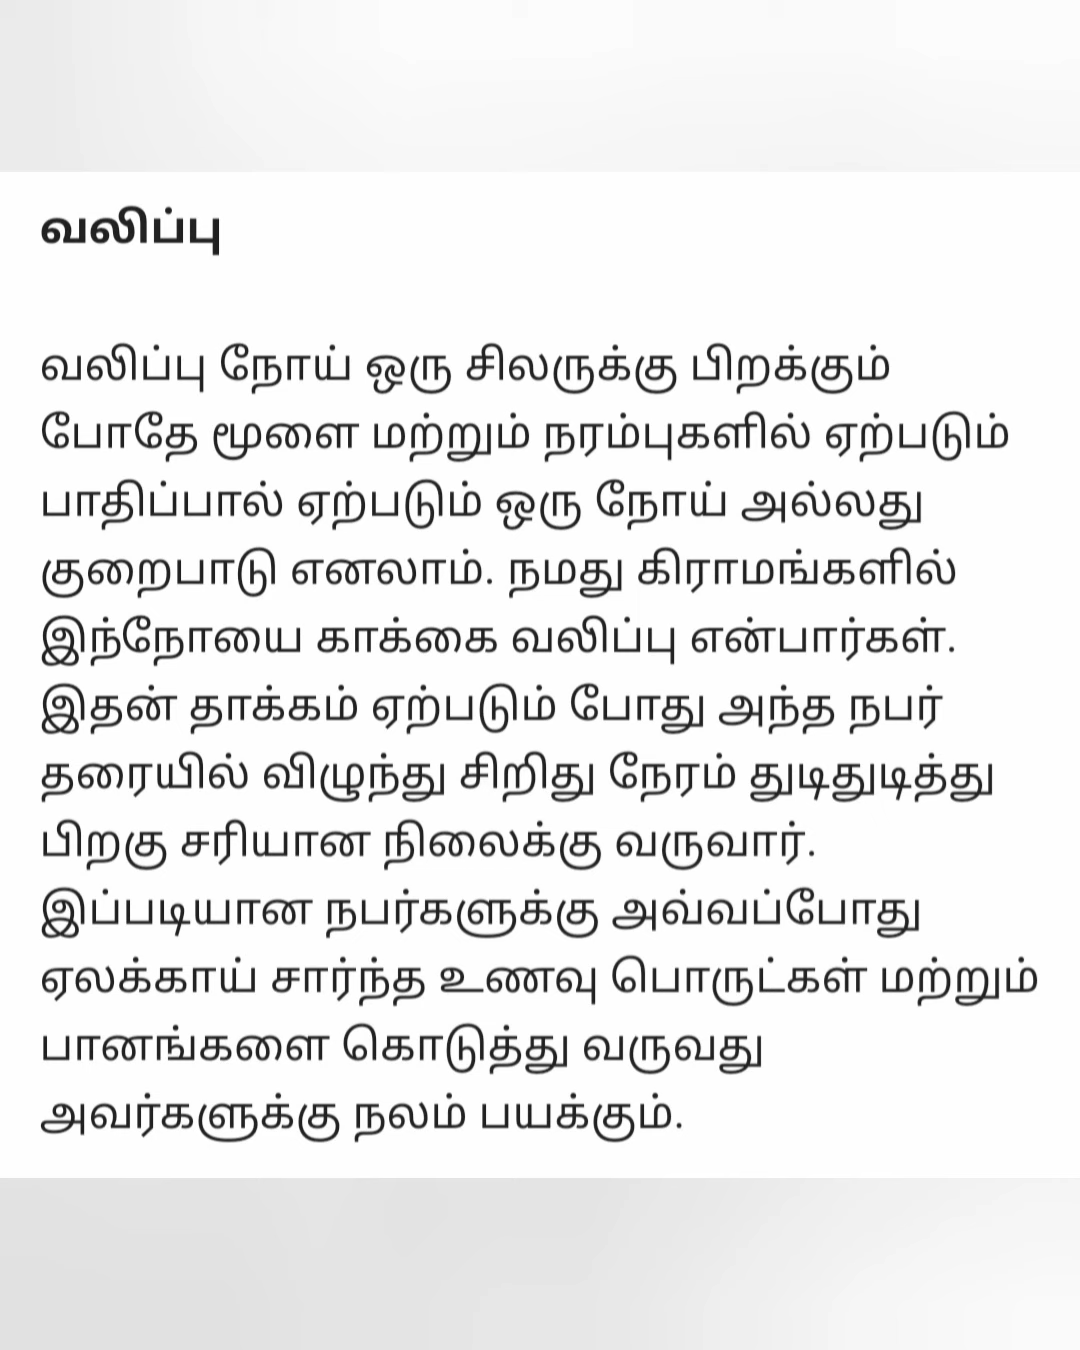 வலிப்பு
வலிப்பு நோய் ஒரு சிலருக்கு பிறக்கும்
போதே மூளை மற்றும் நரம்புகளில் ஏற்படும்
பாதிப்பால் ஏற்படும் ஒரு நோய் அல்லது
குறைபாடு எனலாம். நமது கிராமங்களில்
இந்நோயை காக்கை வலிப்பு என்பார்கள்.
இதன் தாக்கம் ஏற்படும் போது அந்த நபர்
தரையில் விழுந்து சிறிது நேரம் துடிதுடித்து
பிறகு சரியான நிலைக்கு வருவார்.
இப்படியான நபர்களுக்கு அவ்வப்போது
ஏலக்காய் சார்ந்த உணவு பொருட்கள் மற்றும்
பானங்களை கொடுத்து வருவது
அவர்களுக்கு நலம் பயக்கும்.